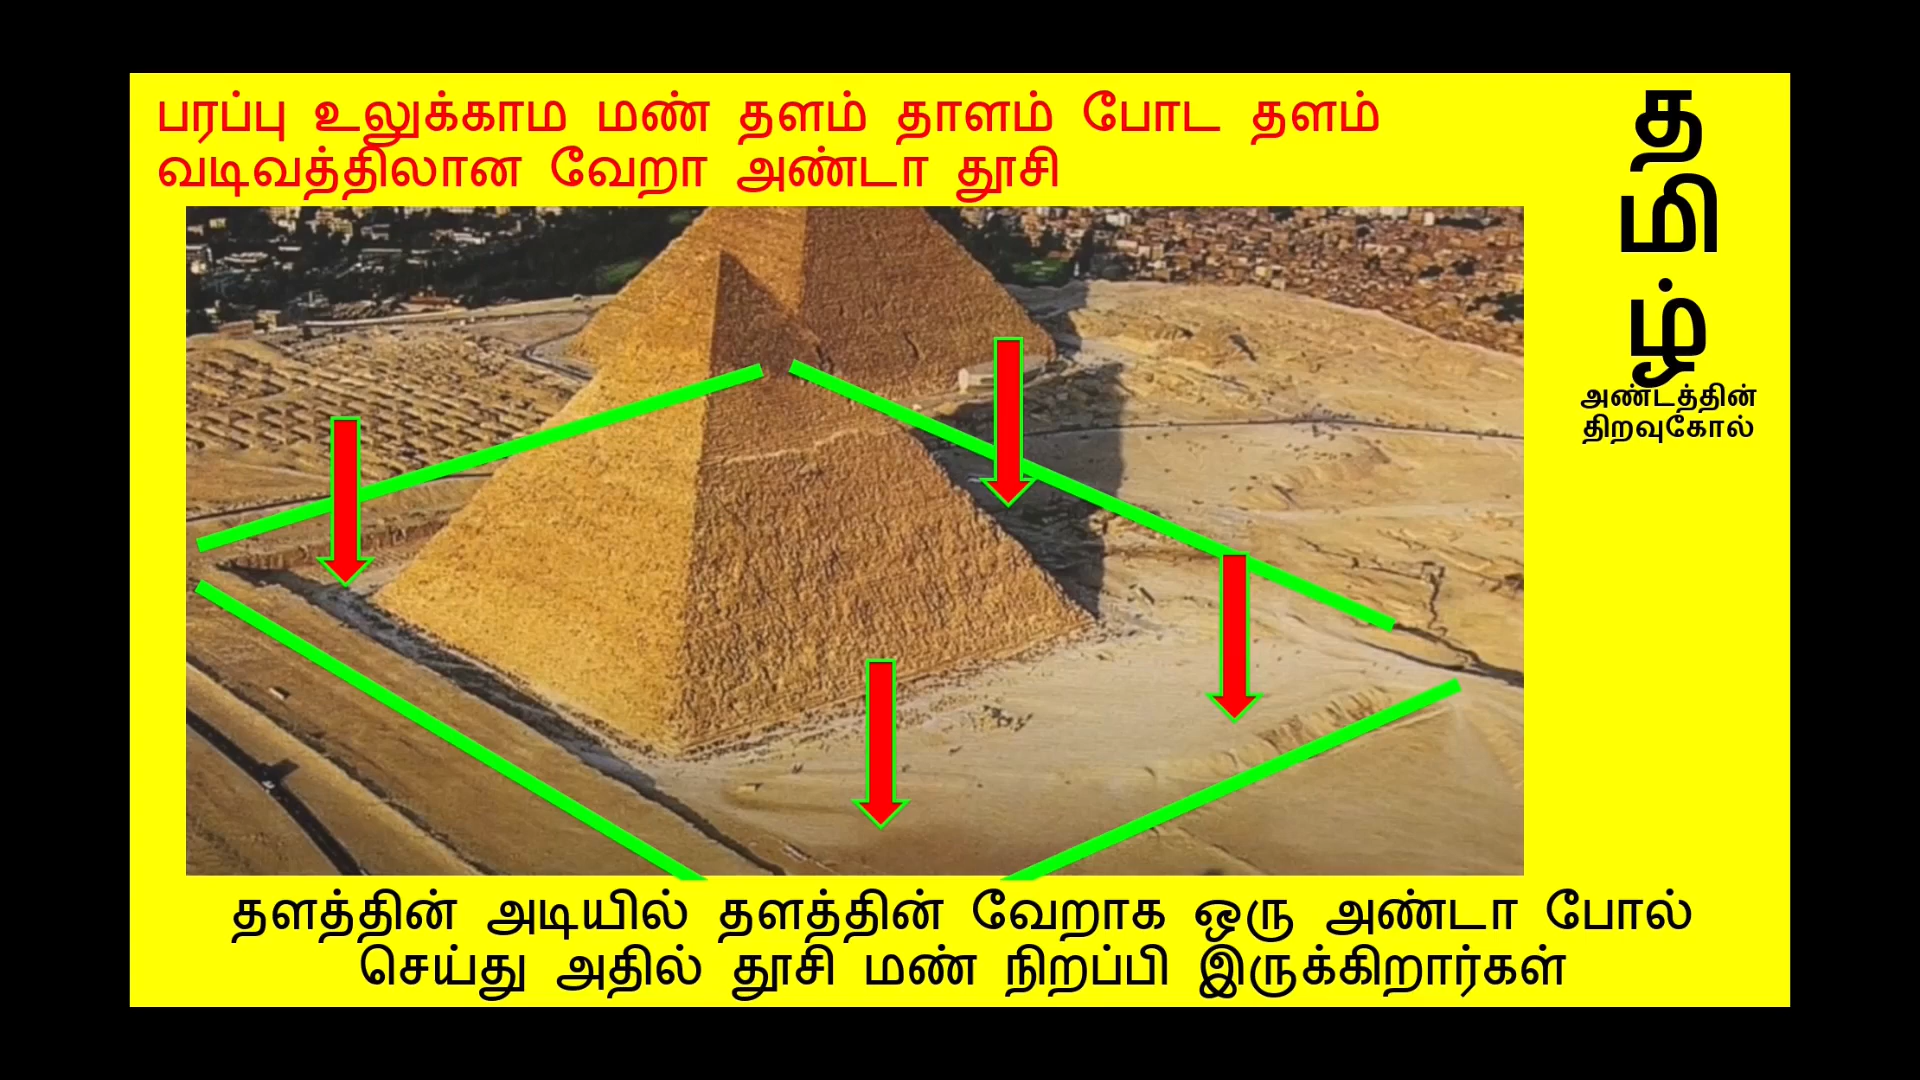 பரப்பு உலுக்காம மண் தளம் தாளம் போட தளம்
வடிவத்திலான வேறா அண்டா தூசி
த
மி
ழ்
அண்டத்தின்
திறவுகோல்
தளத்தின் அடியில் தளத்தின் வேறாக ஒரு அண்டா போல்
செய்து அதில் தூசி மண் நிறப்பி இருக்கிறார்கள்